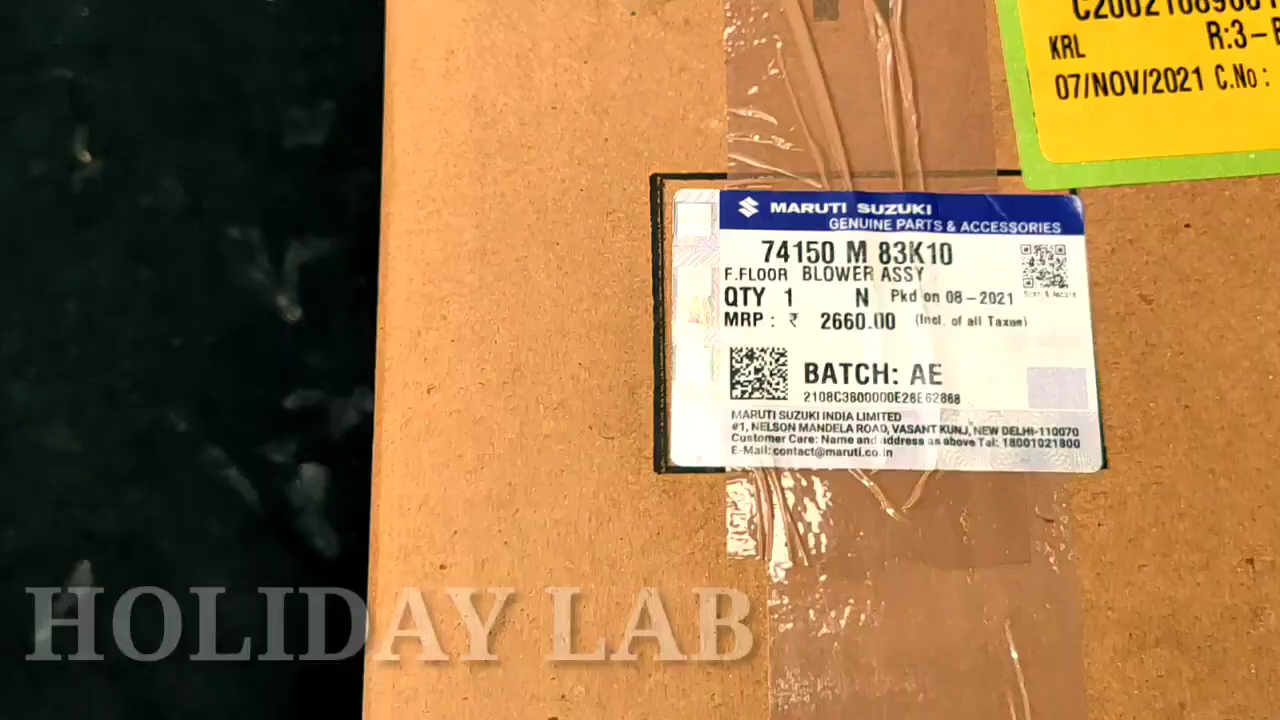 KRL R:3-
07/NOV/2021 C.No :
MARUTI SUZUKI
GENUINE PARTS & ACCESSORIES
74150 M 83K10
F.FLOOR BLOWER ASSY
QTY 1 N Pkd on 08-2021
MRP : ₹ 2660.00 (Incl. of all Taxes)
BATCH: AE
2108C3800000E28E62868
MARUTI SUZUKI INDIA LIMITED
#1, NELSON MANDELA ROAD, VASANT KUNJ, NEW DELHI-110070
Customer Care: Name and address as above Tel: 18001021800
E-Mail: contact@maruti.co.in
HOLIDAY LAB